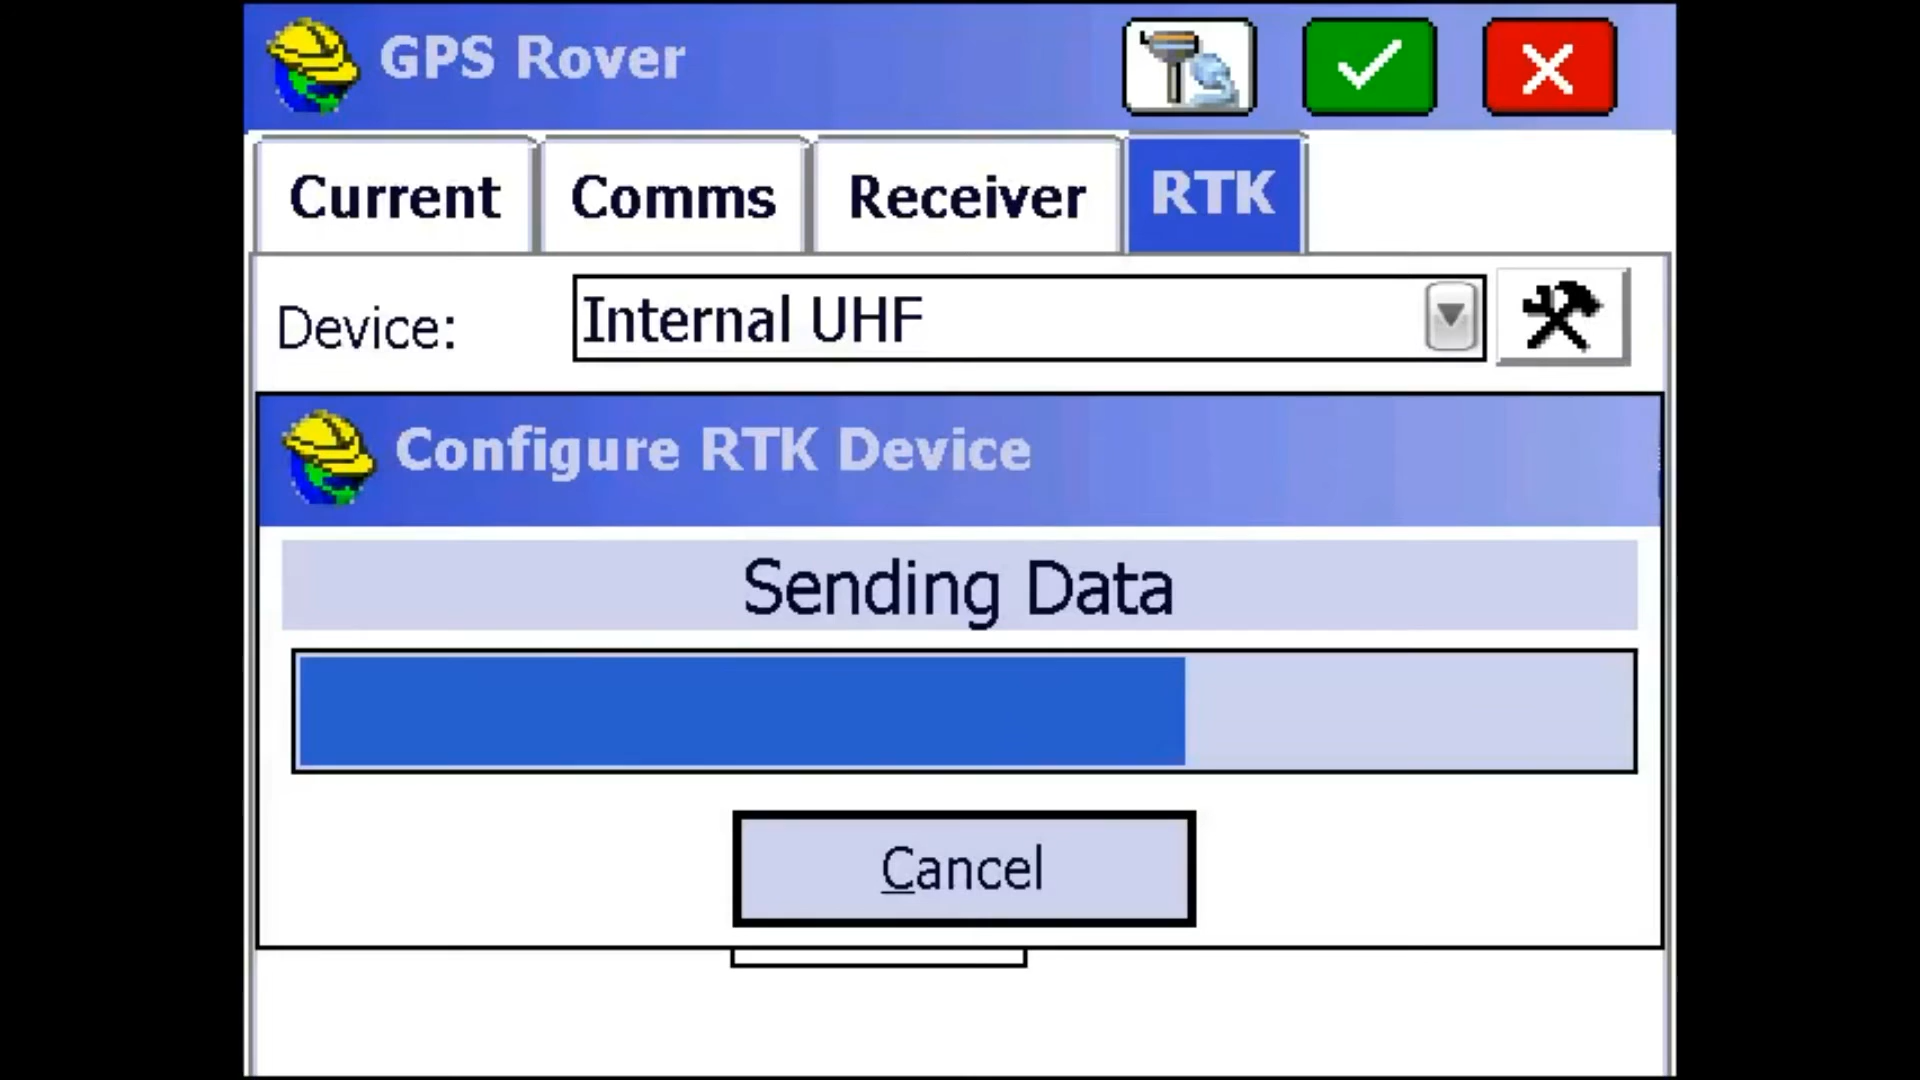 GPS Rover
Current
Comms
Receiver
RTK
Device:
Internal UHF
Configure RTK Device
Sending Data
Cancel